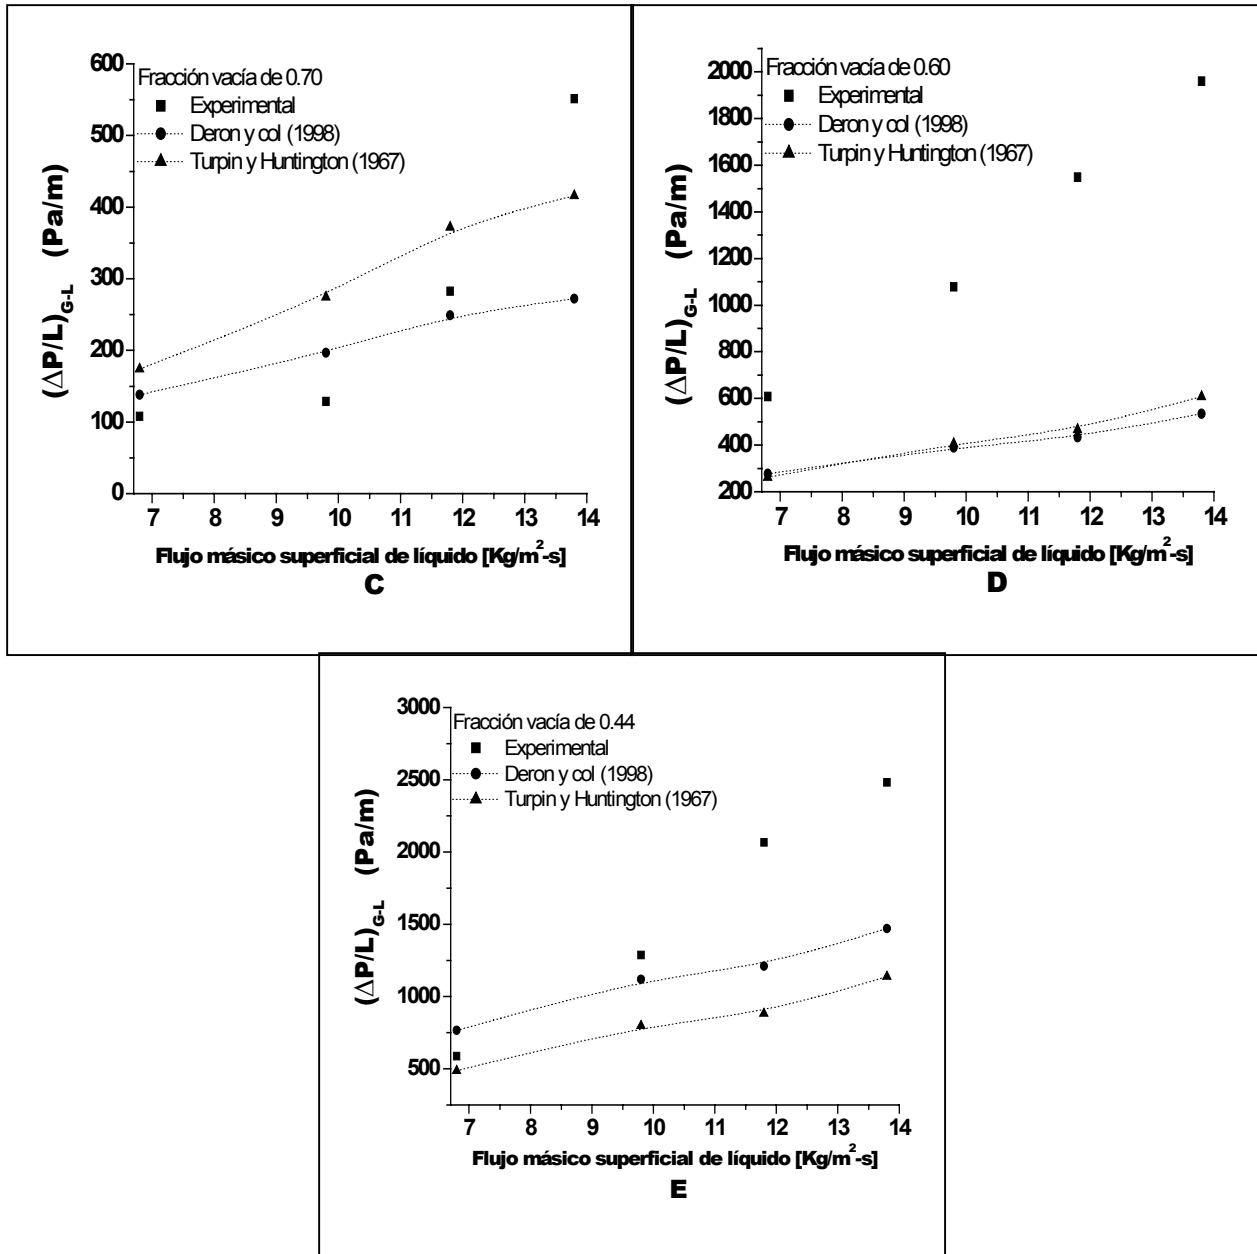 Fracción vacía de 0.70
Experimental
Deron y col (1998)
Turpin y Huntington (1967)
(ΔP/L)G-L (Pa/m)
600
500
400
300
200
100
0
7 8 9 10 11 12 13 14
Flujo másico superficial de líquido [Kg/m²-s]
C
Fracción vacía de 0.60
Experimental
Deron y col (1998)
Turpin y Huntington (1967)
(ΔP/L)G-L (Pa/m)
2000
1800
1600
1400
1200
1000
800
600
400
200
7 8 9 10 11 12 13 14
Flujo másico superficial de líquido [Kg/m²-s]
D
Fracción vacía de 0.44
Experimental
Deron y col (1998)
Turpin y Huntington (1967)
(ΔP/L)G-L (Pa/m)
3000
2500
2000
1500
1000
500
7 8 9 10 11 12 13 14
Flujo másico superficial de líquido [Kg/m²-s]
E